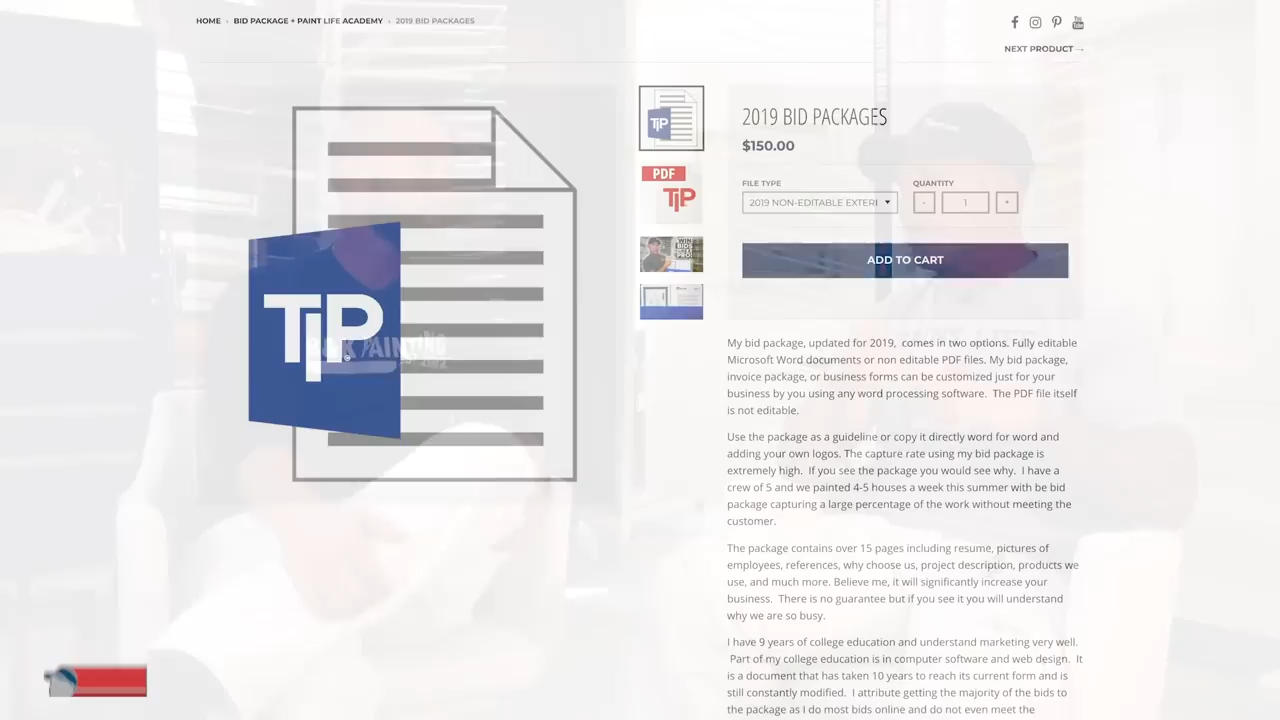 HOME › BID PACKAGE + PAINT LIFE ACADEMY › 2019 BID PACKAGES
NEXT PRODUCT →
TIP
PDF
TIP
WIN
BIDS
PRO!
TIP
2019 BID PACKAGES
$150.00
FILE TYPE
QUANTITY
2019 NON-EDITABLE EXTERI
-
1
+
ADD TO CART
My bid package, updated for 2019, comes in two options. Fully editable
Microsoft Word documents or non editable PDF files. My bid package,
invoice package, or business forms can be customized just for your
business by you using any word processing software. The PDF file itself
is not editable.
Use the package as a guideline or copy it directly word for word and
adding your own logos. The capture rate using my bid package is
extremely high. If you see the package you would see why. I have a
crew of 5 and we painted 4-5 houses a week this summer with be bid
package capturing a large percentage of the work without meeting the
customer.
The package contains over 15 pages including resume, pictures of
employees, references, why choose us, project description, products we
use, and much more. Believe me, it will significantly increase your
business. There is no guarantee but if you see it you will understand
why we are so busy.
I have 9 years of college education and understand marketing very well.
Part of my college education is in computer software and web design. It
is a document that has taken 10 years to reach its current form and is
still constantly modified. I attribute getting the majority of the bids to
the package as I do most bids online and do not even meet the